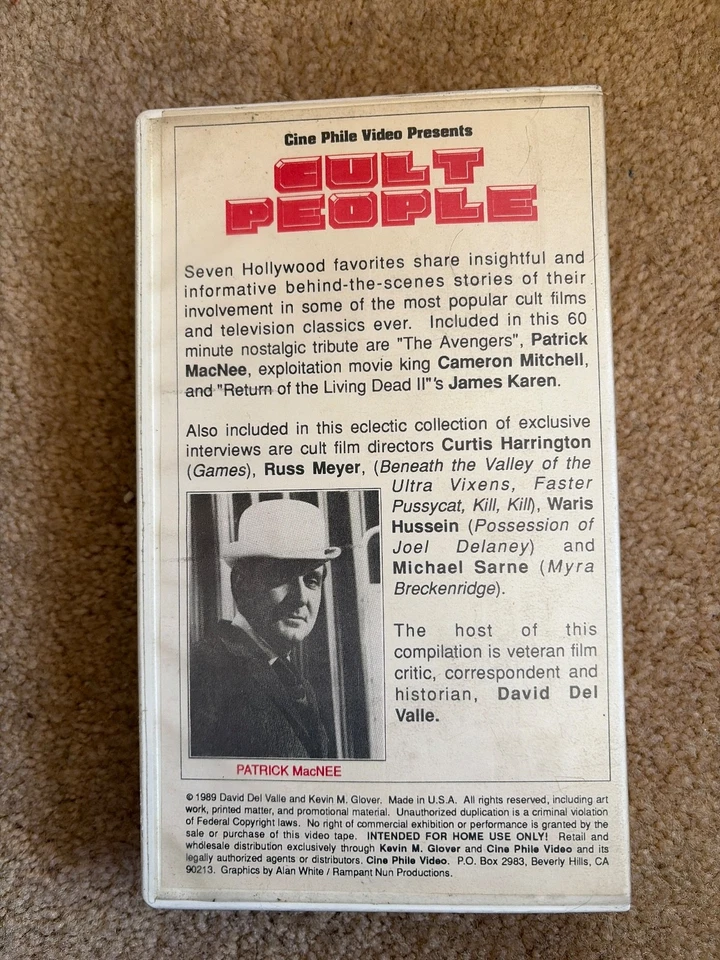 Cine Phile Video Presents
CULT
PEOPLE
Seven Hollywood favorites share insightful and
informative behind-the-scenes stories of their
involvement in some of the most popular cult films
and television classics ever. Included in this 60
minute nostalgic tribute are "The Avengers", Patrick
MacNee, exploitation movie king Cameron Mitchell,
and "Return of the Living Dead II"'s James Karen.
Also included in this eclectic collection of exclusive
interviews are cult film directors Curtis Harrington
(Games), Russ Meyer, (Beneath the Valley of the
Ultra Vixens, Faster
Pussycat, Kill, Kill), Waris
Hussein (Possession of
Joel Delaney) and
Michael Sarne (Myra
Breckenridge).
The host of this
compilation is veteran film
critic, correspondent and
historian, David Del
Valle.
PATRICK MacNEE
© 1989 David Del Valle and Kevin M. Glover. Made in U.S.A. All rights reserved, including art
work, printed matter, and promotional material. Unauthorized duplication is a criminal violation
of Federal Copyright laws. No right of commercial exhibition or performance is granted by the
sale or purchase of this video tape. INTENDED FOR HOME USE ONLY! Retail and
wholesale distribution exclusively through Kevin M. Glover and Cine Phile Video and its
legally authorized agents or distributors. Cine Phile Video. P.O. Box 2983, Beverly Hills, CA
90213. Graphics by Alan White / Rampant Nun Productions.